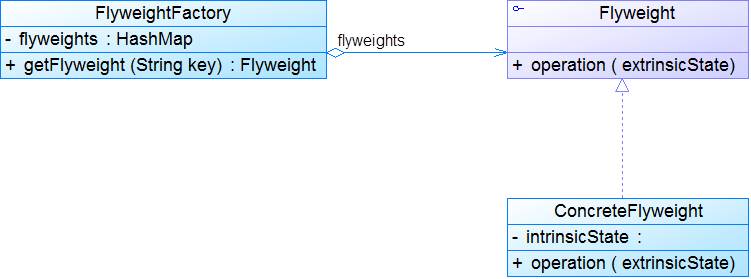 FlyweightFactory
- flyweights : HashMap
+ getFlyweight (String key) : Flyweight
flyweights
Flyweight
+ operation ( extrinsicState)
ConcreteFlyweight
- intrinsicState :
+ operation ( extrinsicState)